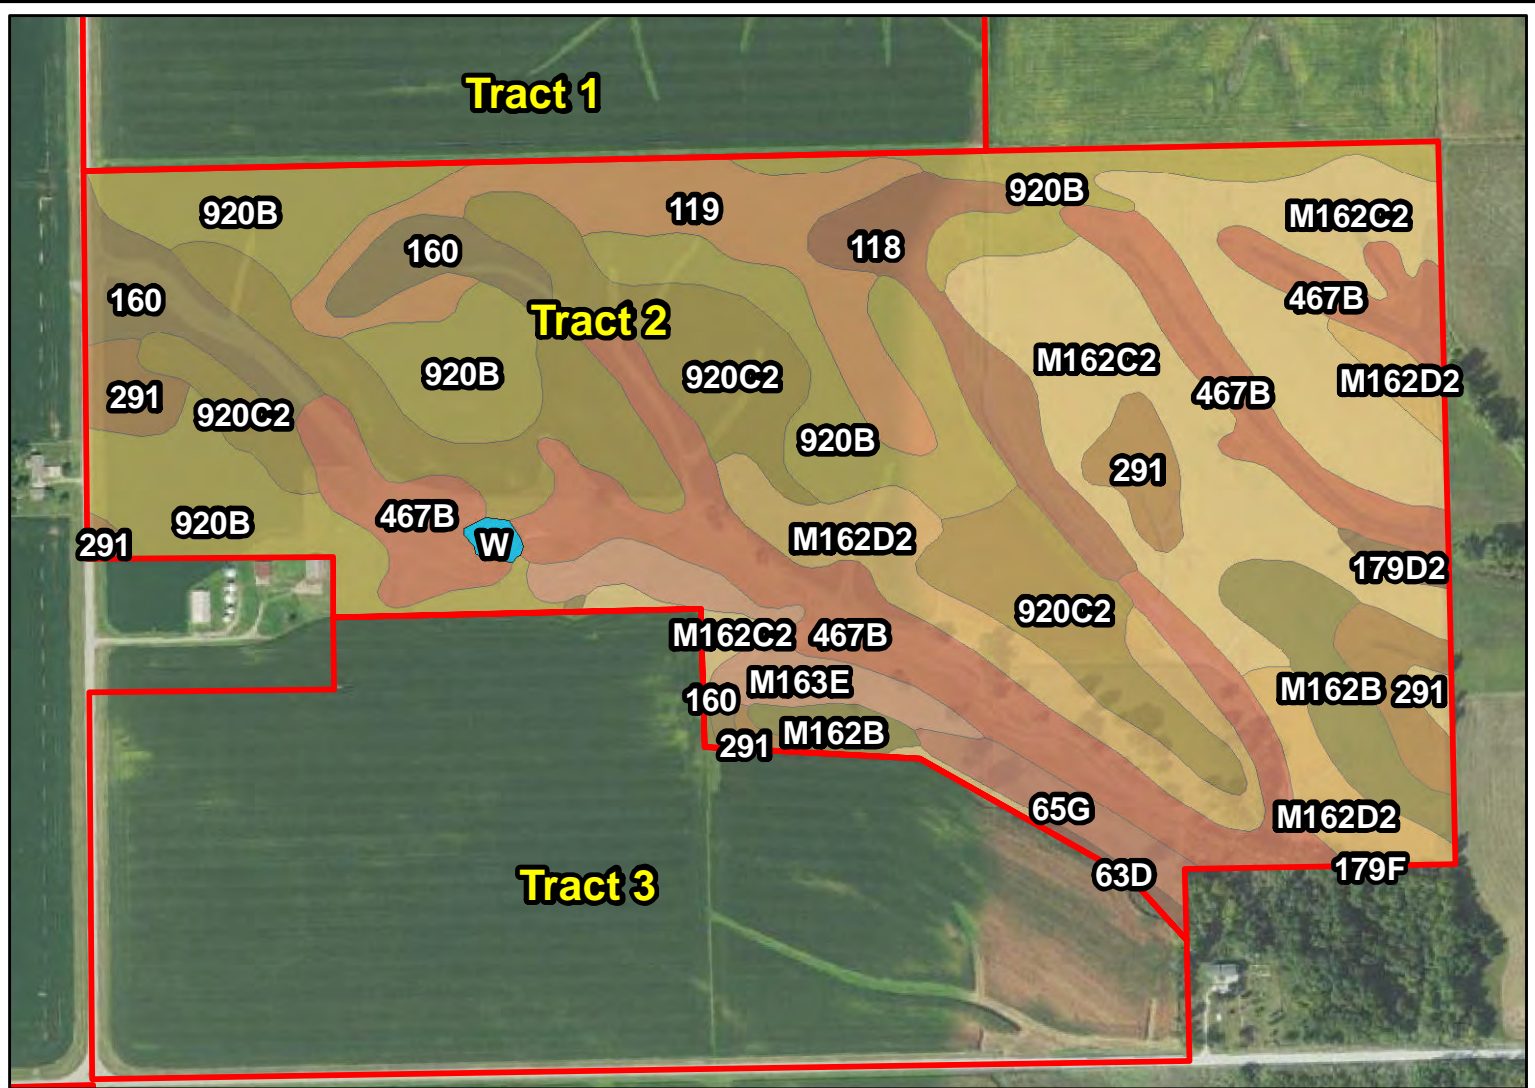 Tract 1
920B
119
920B
M162C2
160
118
160
467B
Tract 2
M162C2
920B
920C2
M162D2
291
467B
920C2
920B
291
467B
920B
291
W
M162D2
179D2
920C2
M162C2
467B
M163E
M162B
291
160
M162B
291
65G
M162D2
179F
63D
Tract 3